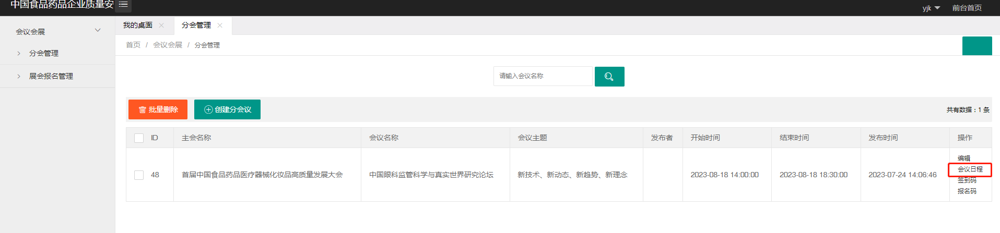 中国食品药品企业质量安
yjk 前台首页
会议会展
分会管理
展会报名管理
我的桌面 分会管理
首页 / 会议会展 / 分会管理
请输入会议名称
批量删除 创建分会议 共有数据：1 条
ID 主会名称 会议名称 会议主题 发布者 开始时间 结束时间 发布时间 操作
48 首届中国食品药品医疗器械化妆品高质量发展大会 中国眼科监管科学与真实世界研究论坛 新技术、新动态、新趋势、新理念 2023-08-18 14:00:00 2023-08-18 18:30:00 2023-07-24 14:06:46
编辑
会议日程
签到码
报名码